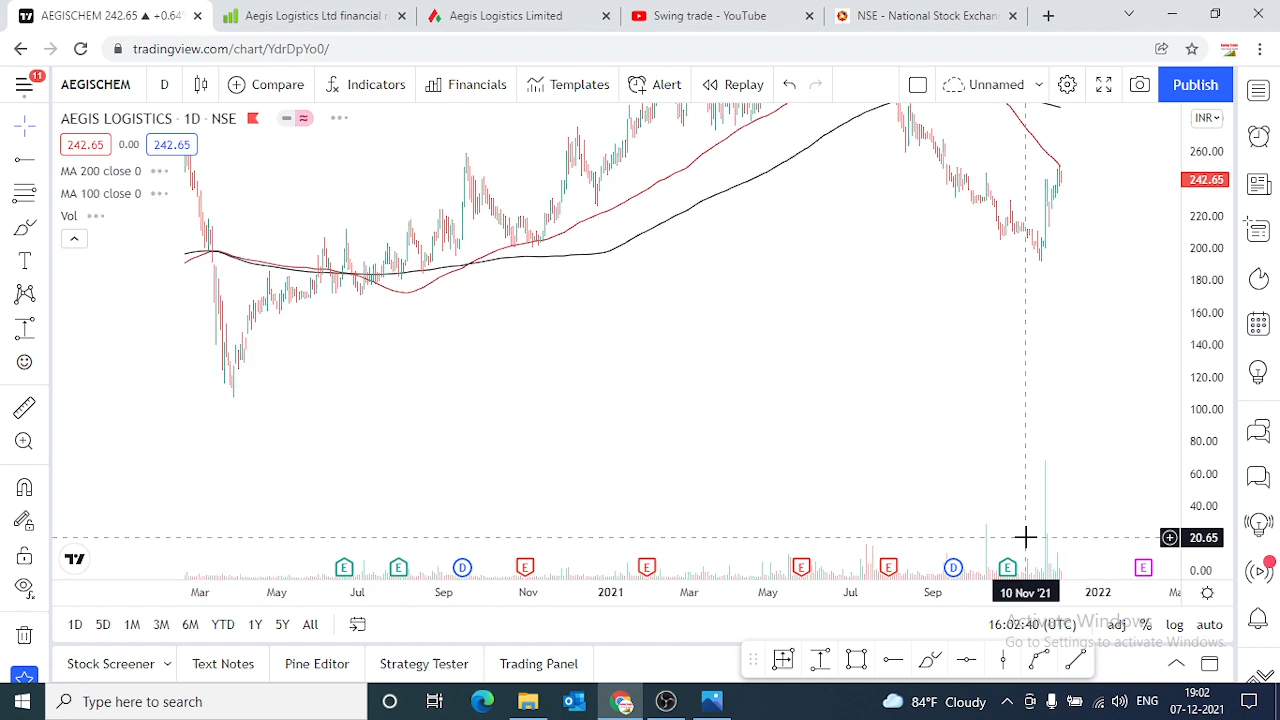 AEGISCHEM 242.65 ▲ +0.64%
Aegis Logistics Ltd financial r
Aegis Logistics Limited
Swing trade - YouTube
NSE - National Stock Exchan
tradingview.com/chart/YdrDpYo0/
11
AEGISCHEM
D
Compare
Indicators
Financials
Templates
Alert
Replay
Unnamed
Publish
AEGIS LOGISTICS · 1D · NSE
INR
242.65 0.00 242.65
MA 200 close 0
MA 100 close 0
Vol
260.00
242.65
220.00
200.00
180.00
160.00
140.00
120.00
100.00
80.00
60.00
40.00
20.65
0.00
E E D E E E E D E E
Mar May Jul Sep Nov 2021 Mar May Jul Sep 10 Nov '21 2022 Ma
1D 5D 1M 3M 6M YTD 1Y 5Y All
16:02:40 (UTC) adj % log auto
Activate Windows
Go to Settings to activate Windows.
Stock Screener Text Notes Pine Editor Strategy Tester Trading Panel
Type here to search
84°F Cloudy
ENG
19:02
07-12-2021